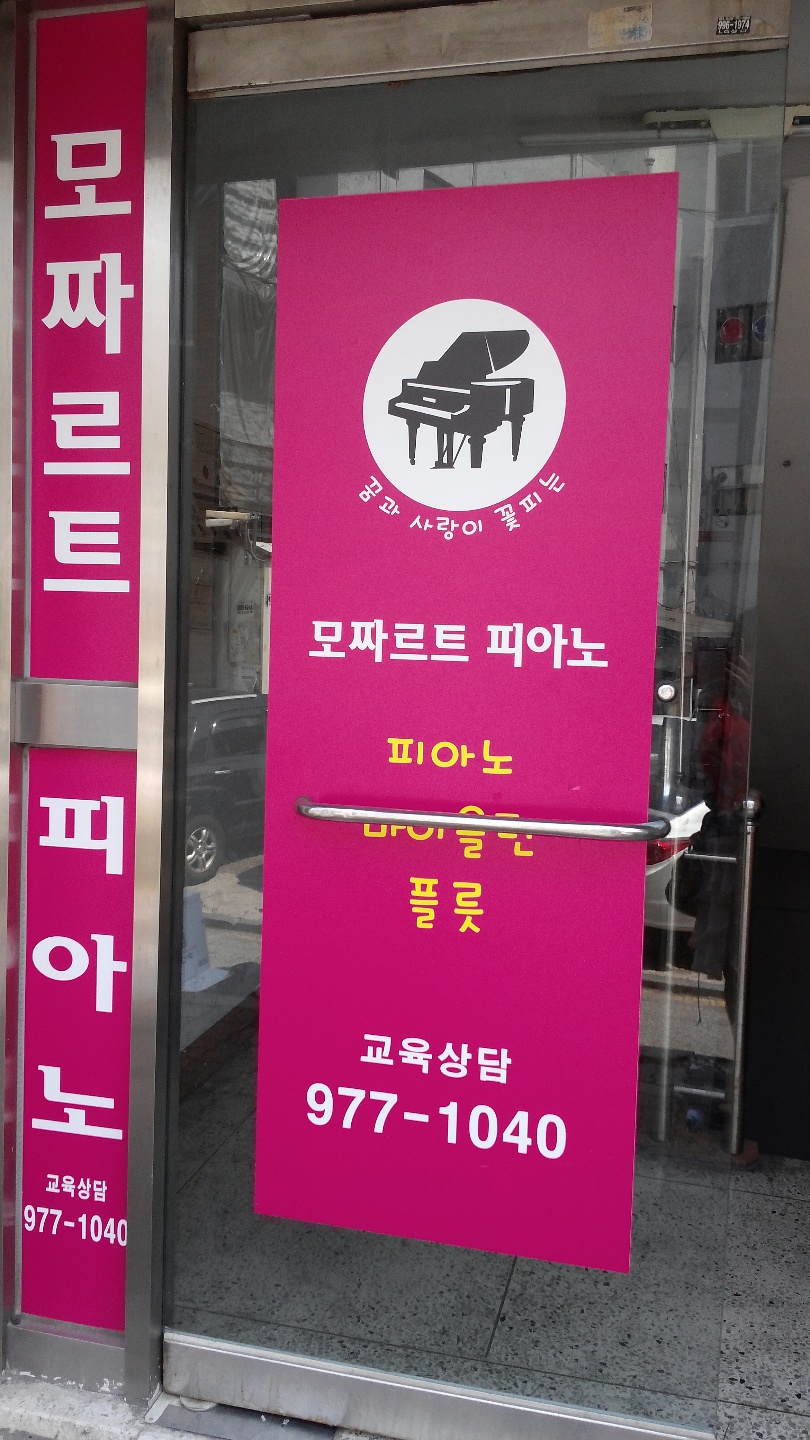 모짜르트
피아노
교육상담
977-1040
꿈과 사랑이 꽃피는
모짜르트 피아노
피아노
바이올린
플룻
교육상담
977-1040
996-1974